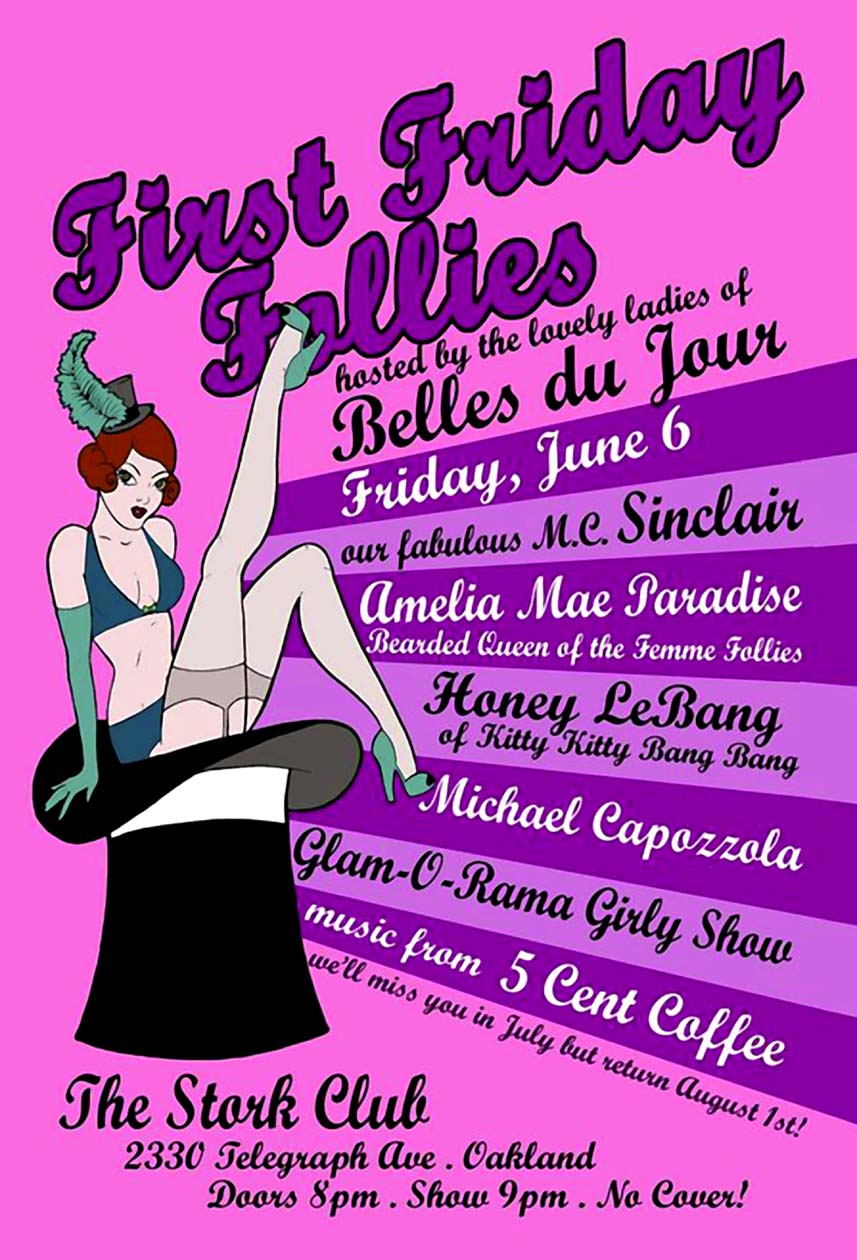 First Friday
Follies
hosted by the lovely ladies of
Belles du Jour
Friday, June 6
our fabulous M.C. Sinclair
Amelia Mae Paradise
Bearded Queen of the Femme Follies
Honey LeBang
of Kitty Kitty Bang Bang
Michael Capozzola
Glam-O-Rama Girly Show
music from 5 Cent Coffee
we'll miss you in July but return August 1st!
The Stork Club
2330 Telegraph Ave . Oakland
Doors 8pm . Show 9pm . No Cover!